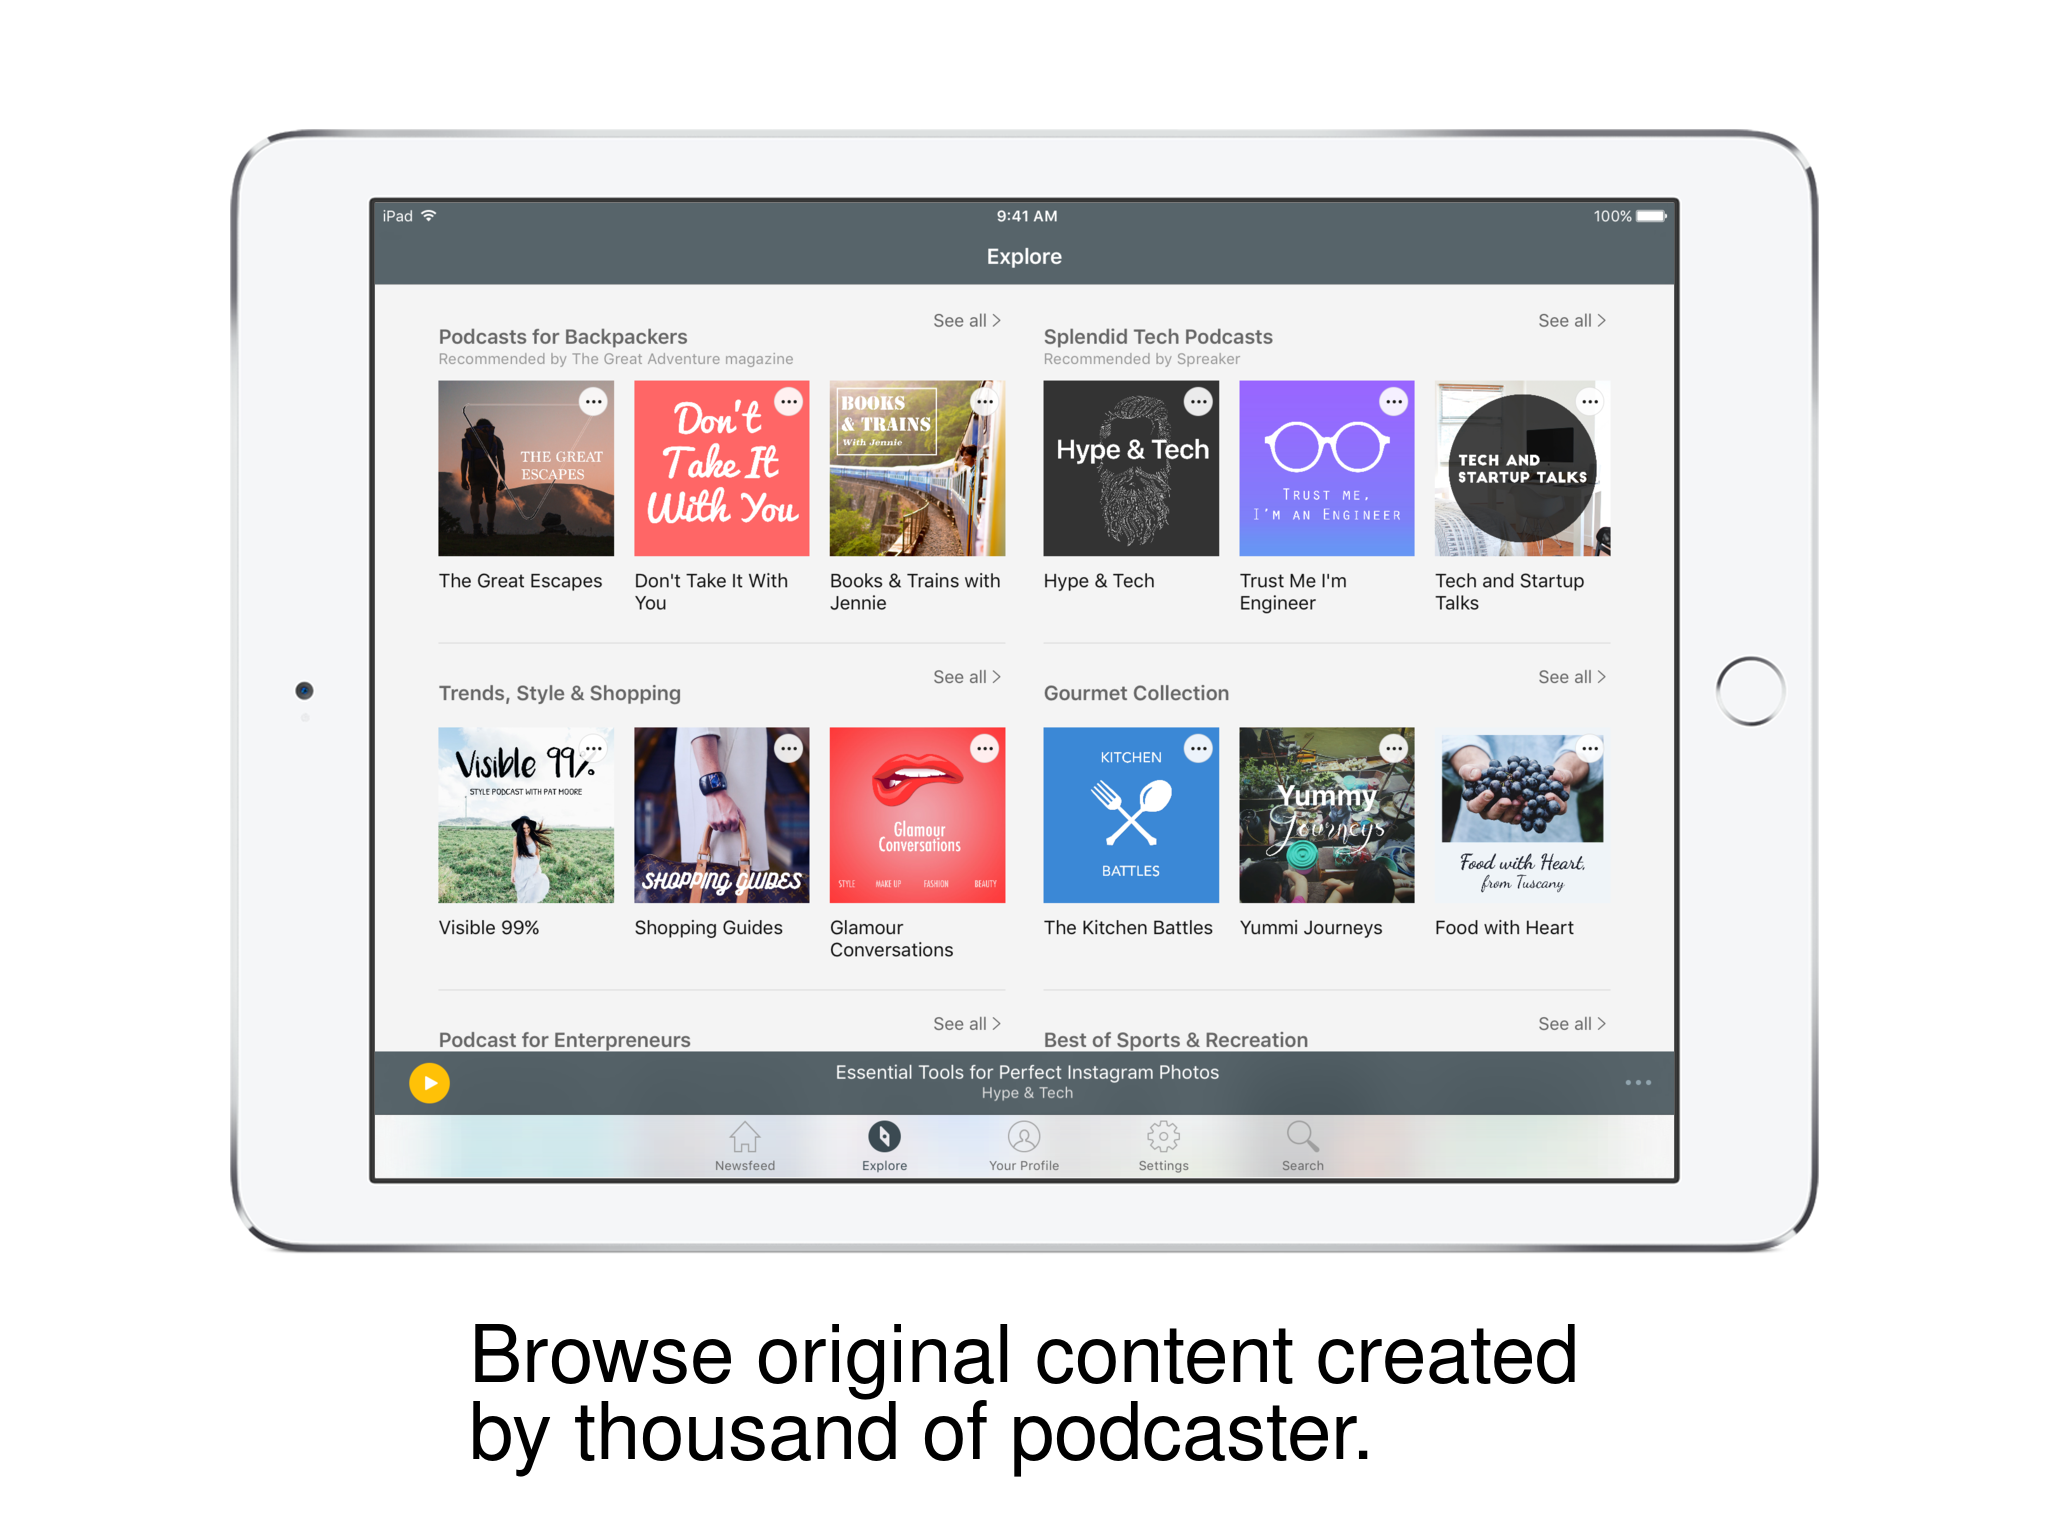 iPad
9:41 AM
100%
Explore
See all >
Podcasts for Backpackers
Recommended by The Great Adventure magazine
THE GREAT
ESCAPES
Don't
Take It
With You
BOOKS
& TRAINS
With Jennie
The Great Escapes
Don't Take It With
You
Books & Trains with
Jennie
See all >
Splendid Tech Podcasts
Recommended by Spreaker
Hype & Tech
TRUST ME,
I'M AN ENGINEER
TECH AND
STARTUP TALKS
Hype & Tech
Trust Me I'm
Engineer
Tech and Startup
Talks
See all >
Trends, Style & Shopping
Visible 99%
STYLE PODCAST WITH PAT MOORE
SHOPPING GUIDES
Glamour
Conversations
STYLE MAKE UP FASHION BEAUTY
Visible 99%
Shopping Guides
Glamour
Conversations
See all >
Gourmet Collection
KITCHEN
BATTLES
Yummy
Journeys
Food with Heart,
from Tuscany
The Kitchen Battles
Yummi Journeys
Food with Heart
See all >
Podcast for Enterpreneurs
See all >
Best of Sports & Recreation
Essential Tools for Perfect Instagram Photos
Hype & Tech
Newsfeed
Explore
Your Profile
Settings
Search
Browse original content created
by thousand of podcaster.